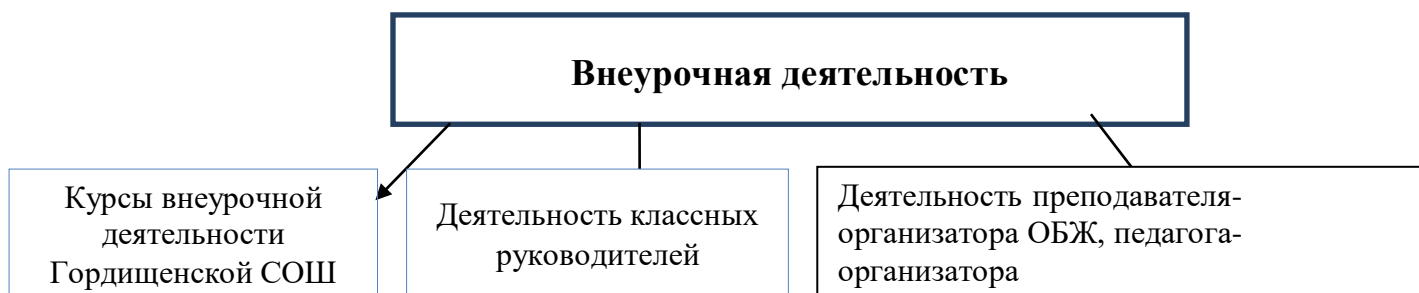 Внеурочная деятельность
Курсы внеурочной
деятельности
Гордищенской СОШ
Деятельность классных
руководителей
Деятельность преподавателя-
организатора ОБЖ, педагога-
организатора